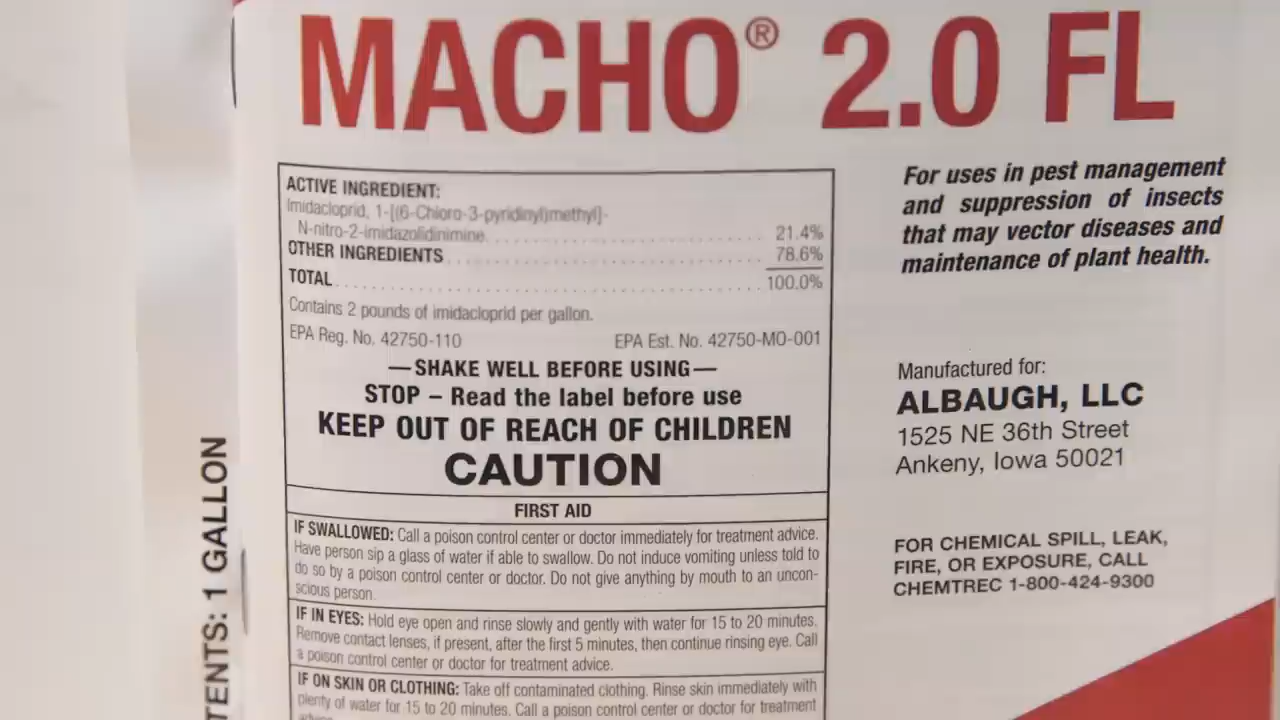 MACHO® 2.0 FL
ACTIVE INGREDIENT:
Imidacloprid, 1-[(6-Chloro-3-pyridinyl)methyl]-
N-nitro-2-imidazolidinimine. . . . . . . . . . 21.4%
OTHER INGREDIENTS . . . . . . . . . . 78.6%
TOTAL . . . . . . . . . . 100.0%
Contains 2 pounds of imidacloprid per gallon.
EPA Reg. No. 42750-110 EPA Est. No. 42750-MO-001
—SHAKE WELL BEFORE USING—
STOP – Read the label before use
KEEP OUT OF REACH OF CHILDREN
CAUTION
FIRST AID
IF SWALLOWED: Call a poison control center or doctor immediately for treatment advice.
Have person sip a glass of water if able to swallow. Do not induce vomiting unless told to
do so by a poison control center or doctor. Do not give anything by mouth to an uncon-
scious person.
IF IN EYES: Hold eye open and rinse slowly and gently with water for 15 to 20 minutes.
Remove contact lenses, if present, after the first 5 minutes, then continue rinsing eye. Call
a poison control center or doctor for treatment advice.
IF ON SKIN OR CLOTHING: Take off contaminated clothing. Rinse skin immediately with
plenty of water for 15 to 20 minutes. Call a poison control center or doctor for treatment
For uses in pest management
and suppression of insects
that may vector diseases and
maintenance of plant health.
Manufactured for:
ALBAUGH, LLC
1525 NE 36th Street
Ankeny, Iowa 50021
FOR CHEMICAL SPILL, LEAK,
FIRE, OR EXPOSURE, CALL
CHEMTREC 1-800-424-9300
TENTS: 1 GALLON